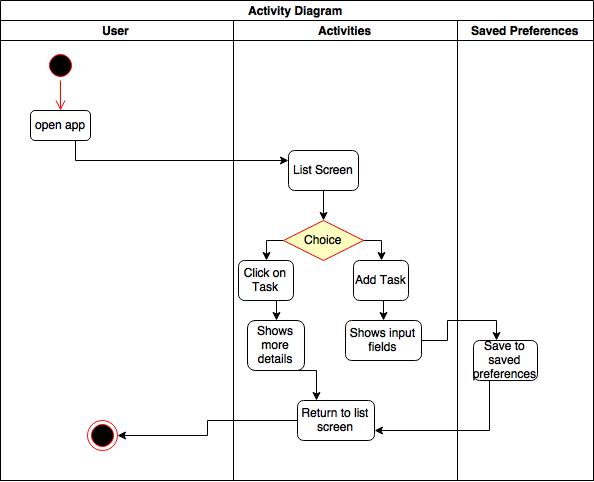 Activity Diagram
User
Activities
Saved Preferences
open app
List Screen
Choice
Click on
Task
Add Task
Shows
more
details
Shows input
fields
Save to
saved
preferences
Return to list
screen